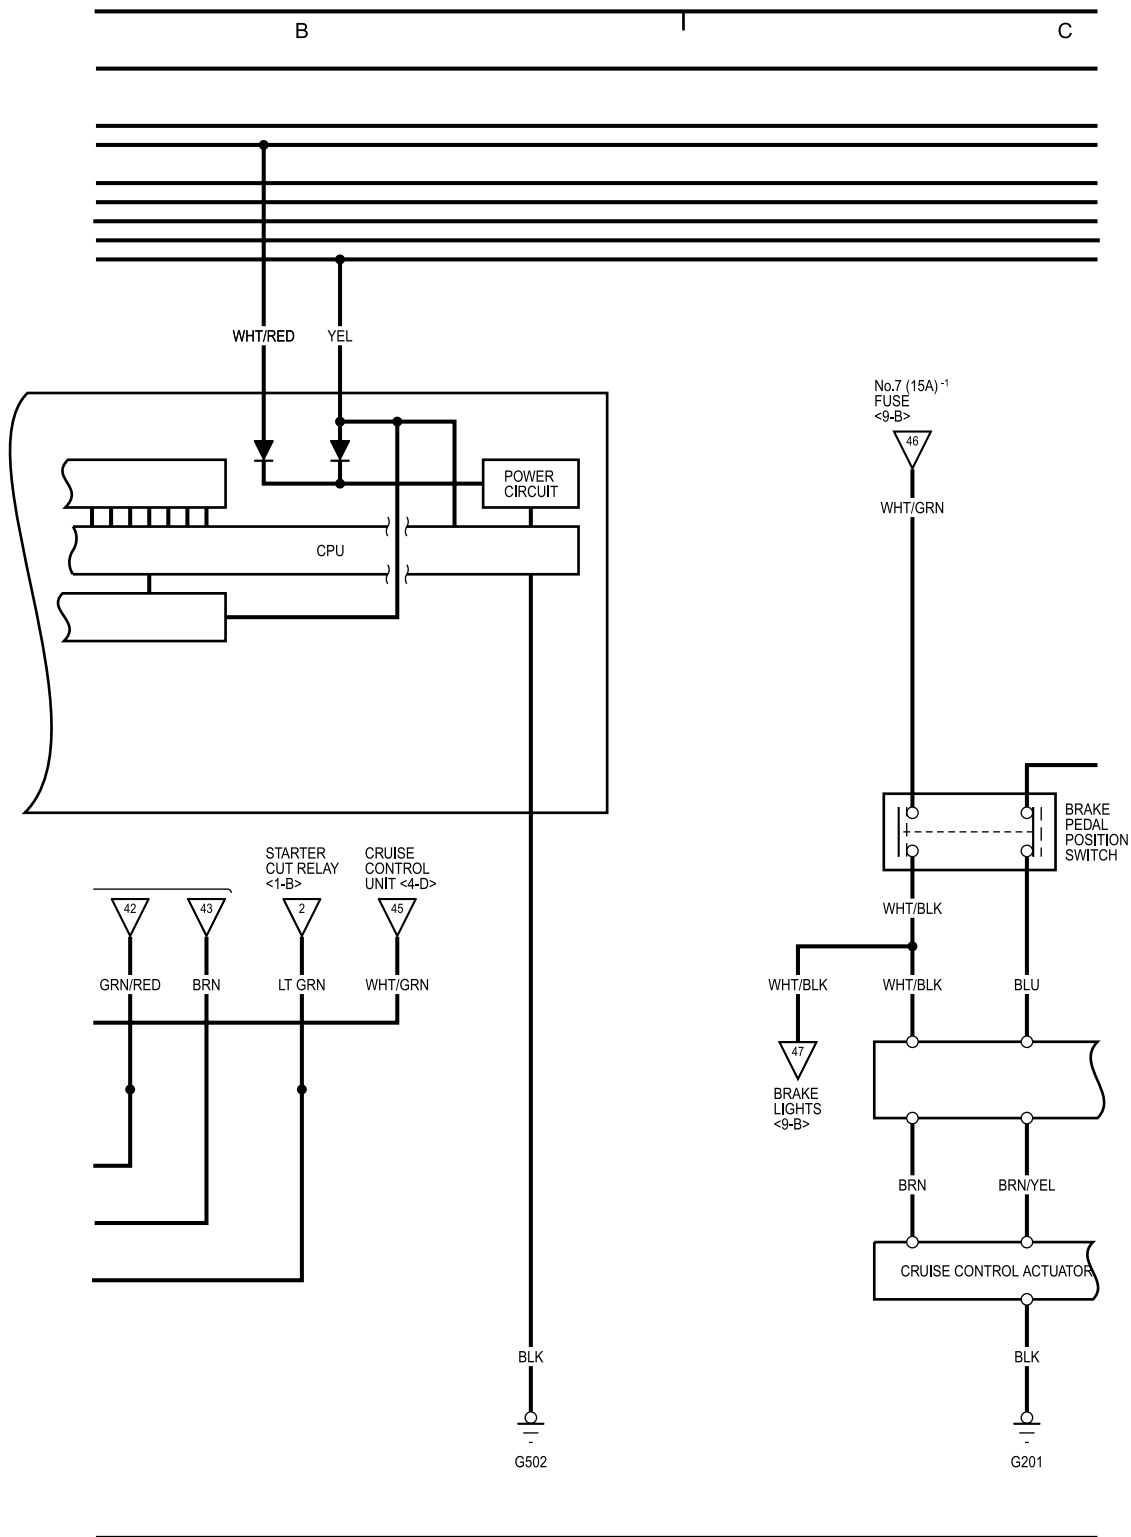 B
C
WHT/RED
YEL
No.7 (15A) -1
FUSE
<9-B>
46
WHT/GRN
POWER
CIRCUIT
CPU
BRAKE
PEDAL
POSITION
SWITCH
STARTER
CUT RELAY
<1-B>
CRUISE
CONTROL
UNIT <4-D>
42
43
2
45
GRN/RED
BRN
LT GRN
WHT/GRN
WHT/BLK
WHT/BLK
WHT/BLK
BLU
47
BRAKE
LIGHTS
<9-B>
BRN
BRN/YEL
CRUISE CONTROL ACTUATOR
BLK
BLK
G502
G201